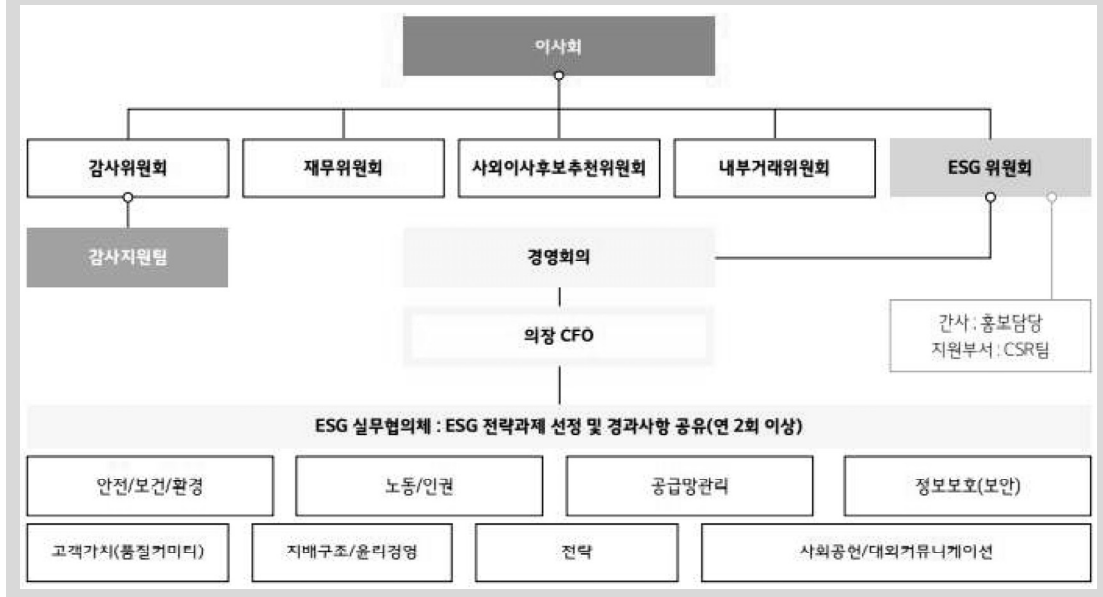 이사회
감사위원회
재무위원회
사외이사후보추천위원회
내부거래위원회
ESG 위원회
감사지원팀
경영회의
간사 : 홍보담당
지원부서 : CSR팀
의장 CFO
ESG 실무협의체 : ESG 전략과제 선정 및 경과사항 공유(연 2회 이상)
안전/보건/환경
노동/인권
공급망관리
정보보호(보안)
고객가치(품질커미티)
지배구조/윤리경영
전략
사회공헌/대외커뮤니케이션